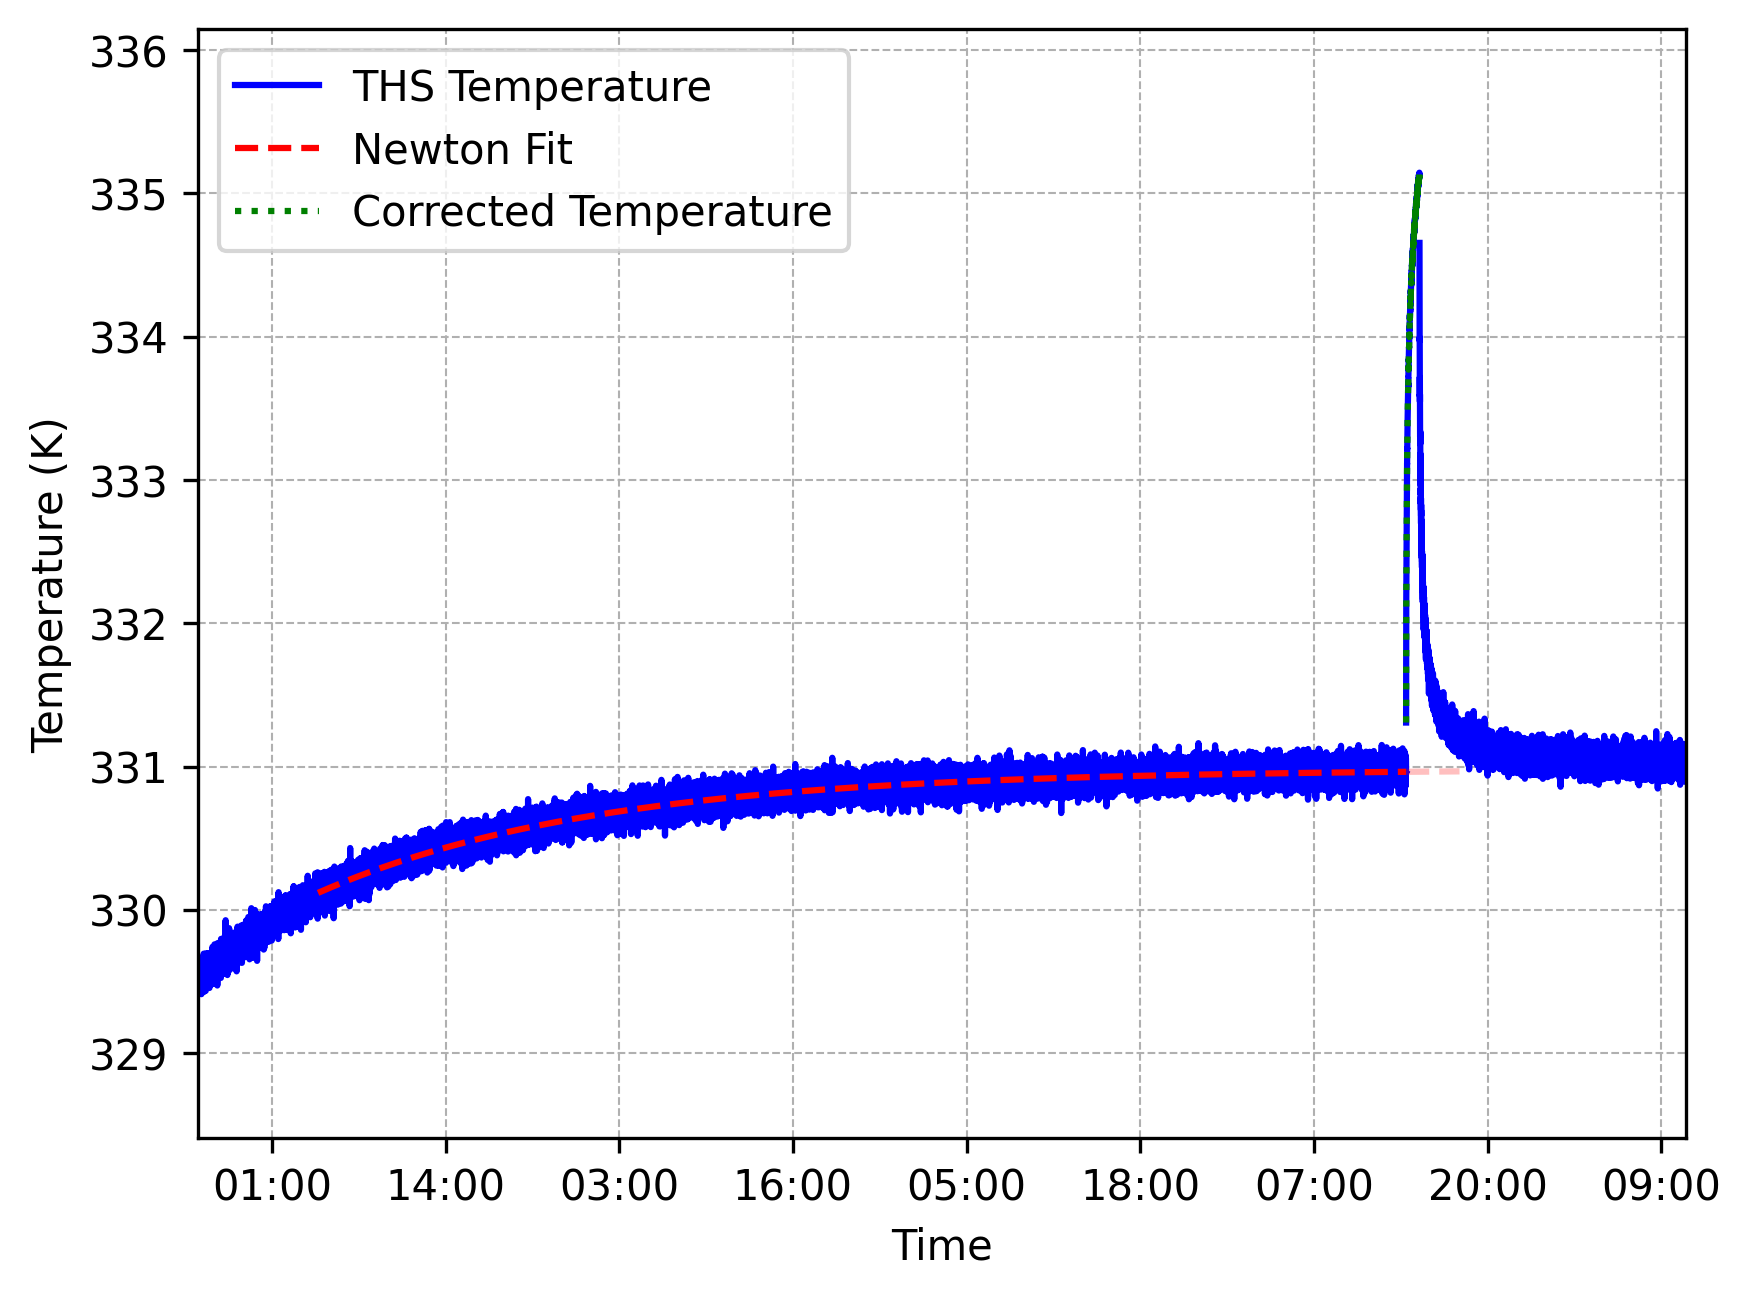 336
335
334
333
332
331
330
329
Temperature (K)
THS Temperature
Newton Fit
Corrected Temperature
01:00 14:00 03:00 16:00 05:00 18:00 07:00 20:00 09:00
Time